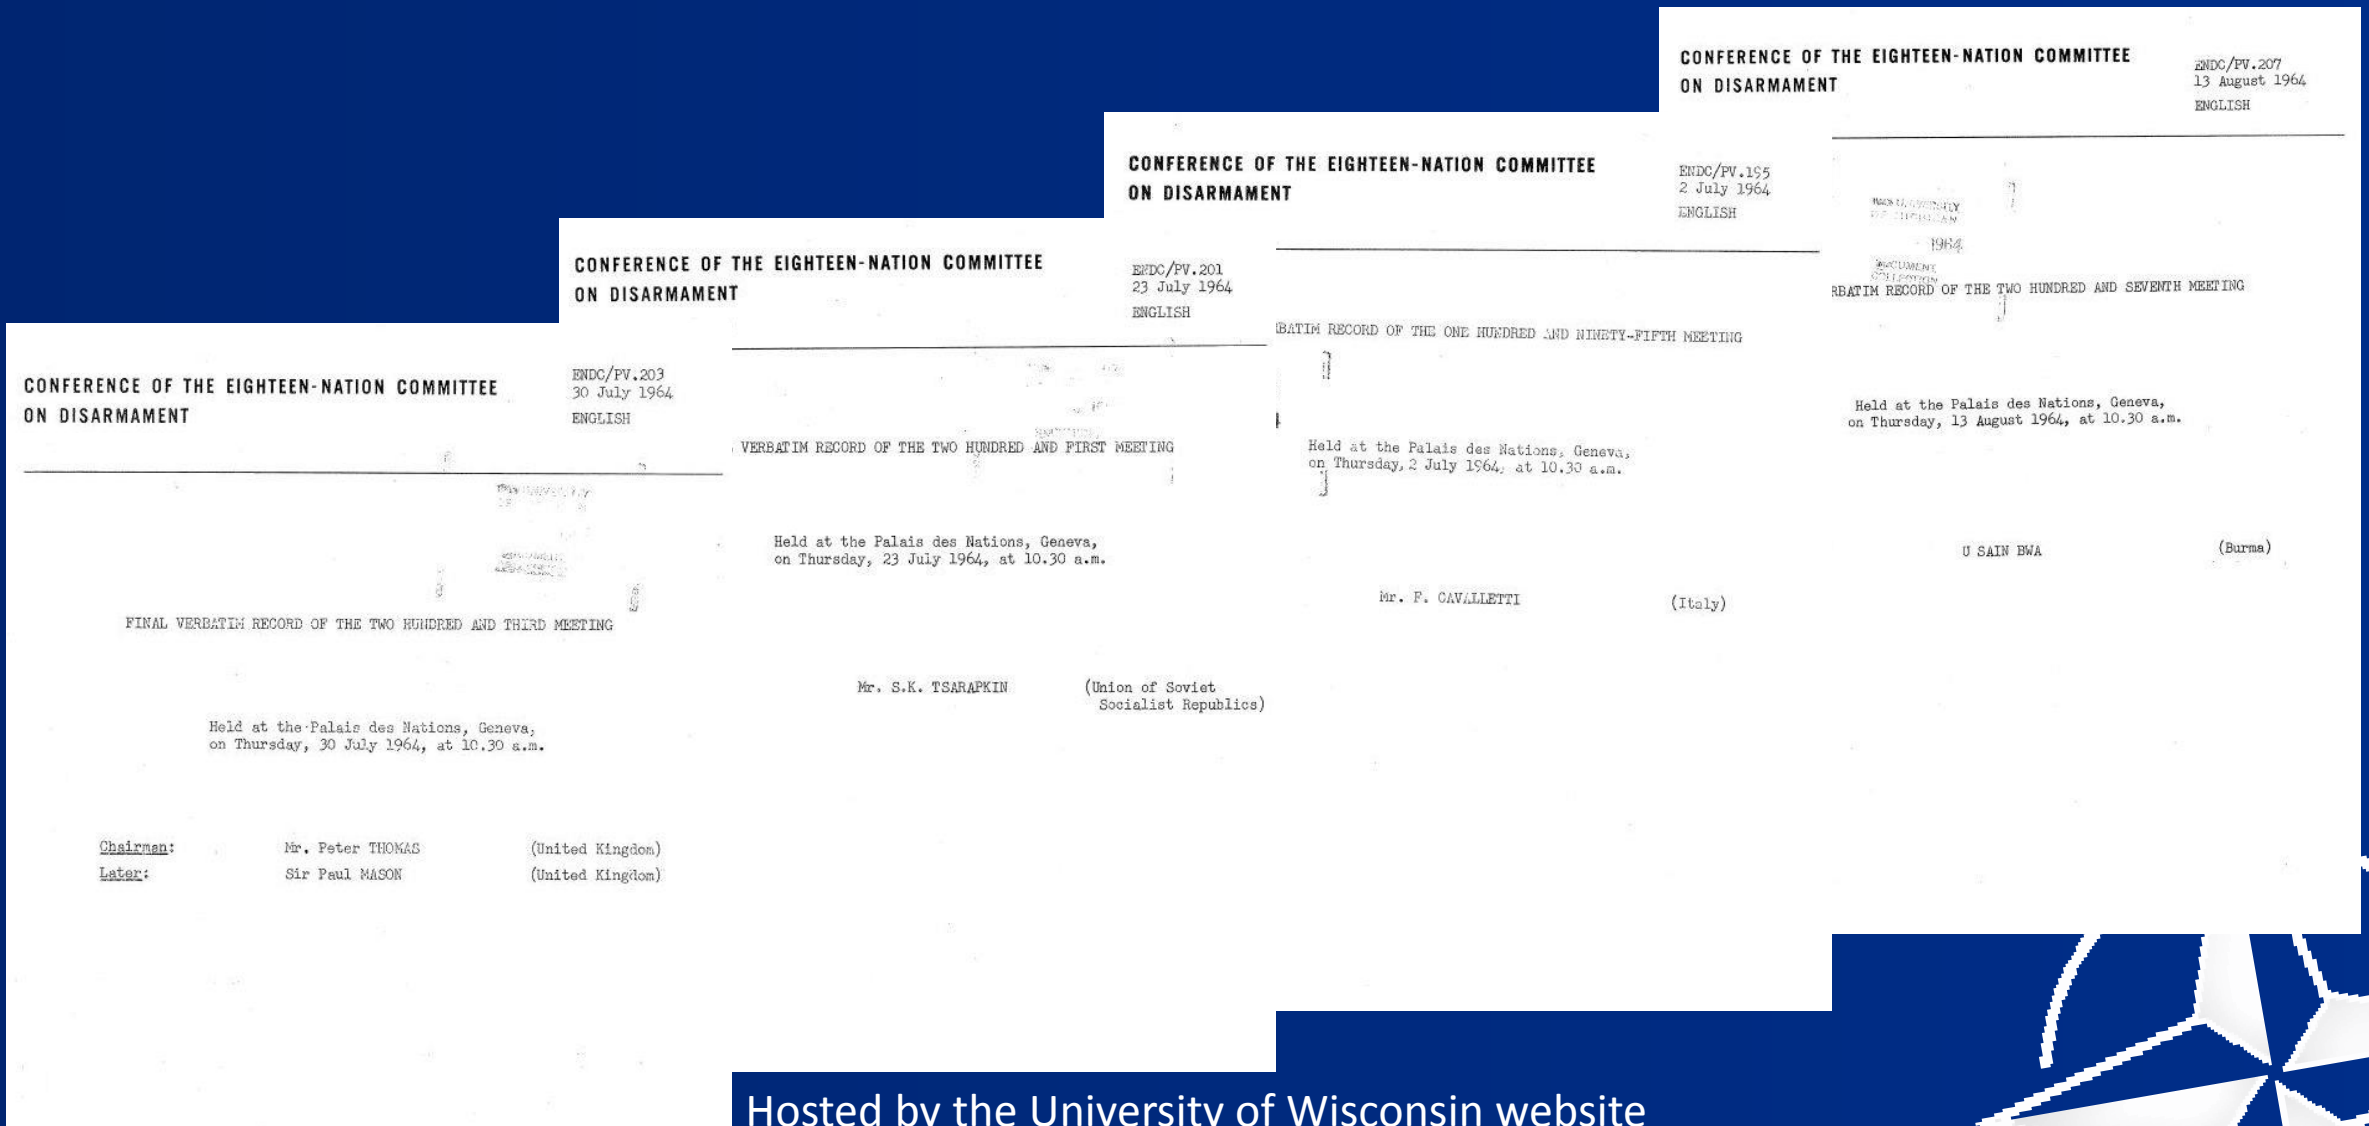 CONFERENCE OF THE EIGHTEEN-NATION COMMITTEE
ON DISARMAMENT
ENDC/PV.203
30 July 1964
ENGLISH
FINAL VERBATIM RECORD OF THE TWO HUNDRED AND THIRD MEETING
Held at the Palais des Nations, Geneva,
on Thursday, 30 July 1964, at 10.30 a.m.
Chairman: Mr. Peter THOMAS (United Kingdom)
Later: Sir Paul MASON (United Kingdom)
CONFERENCE OF THE EIGHTEEN-NATION COMMITTEE
ON DISARMAMENT
ENDC/PV.201
23 July 1964
ENGLISH
VERBATIM RECORD OF THE TWO HUNDRED AND FIRST MEETING
Held at the Palais des Nations, Geneva,
on Thursday, 23 July 1964, at 10.30 a.m.
Mr. S.K. TSARAPKIN (Union of Soviet
Socialist Republics)
CONFERENCE OF THE EIGHTEEN-NATION COMMITTEE
ON DISARMAMENT
ENDC/PV.195
2 July 1964
ENGLISH
BATIM RECORD OF THE ONE HUNDRED AND NINETY-FIFTH MEETING
Held at the Palais des Nations, Geneva,
on Thursday, 2 July 1964, at 10.30 a.m.
Mr. F. CAVALLETTI (Italy)
CONFERENCE OF THE EIGHTEEN-NATION COMMITTEE
ON DISARMAMENT
ENDC/PV.207
13 August 1964
ENGLISH
1964
DOCUMENT
COLLECTION
RBATIM RECORD OF THE TWO HUNDRED AND SEVENTH MEETING
Held at the Palais des Nations, Geneva,
on Thursday, 13 August 1964, at 10.30 a.m.
U SAIN BWA (Burma)
Hosted by the University of Wisconsin website